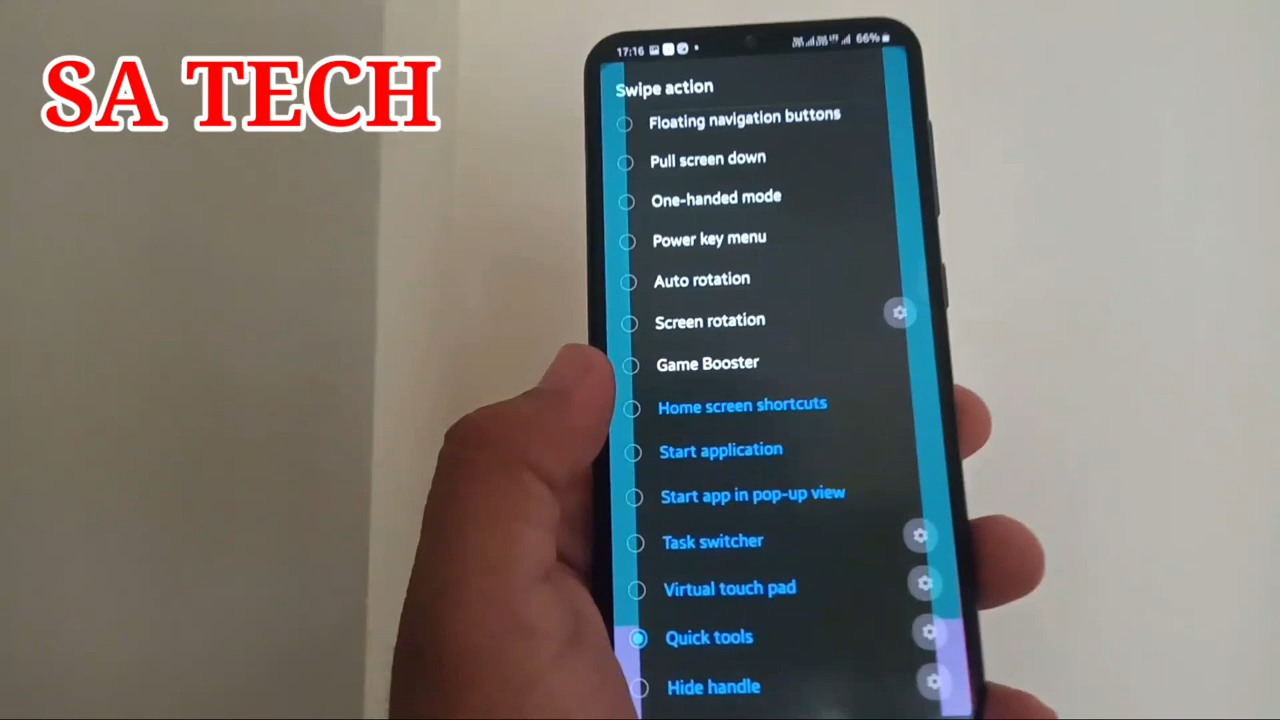 SA TECH
17:16
66%
Swipe action
Floating navigation buttons
Pull screen down
One-handed mode
Power key menu
Auto rotation
Screen rotation
Game Booster
Home screen shortcuts
Start application
Start app in pop-up view
Task switcher
Virtual touch pad
Quick tools
Hide handle